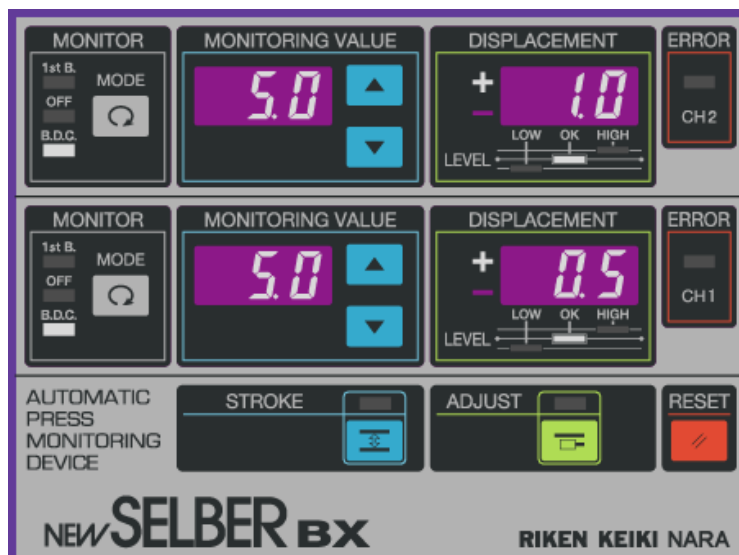 MONITOR
1st B.
OFF
B.D.C.
MODE
MONITORING VALUE
5.0
DISPLACEMENT
+
−
1.0
LOW OK HIGH
LEVEL
ERROR
CH2
MONITOR
1st B.
OFF
B.D.C.
MODE
MONITORING VALUE
5.0
DISPLACEMENT
+
−
0.5
LOW OK HIGH
LEVEL
ERROR
CH1
AUTOMATIC
PRESS
MONITORING
DEVICE
STROKE
ADJUST
RESET
NEW SELBER BX
RIKEN KEIKI NARA